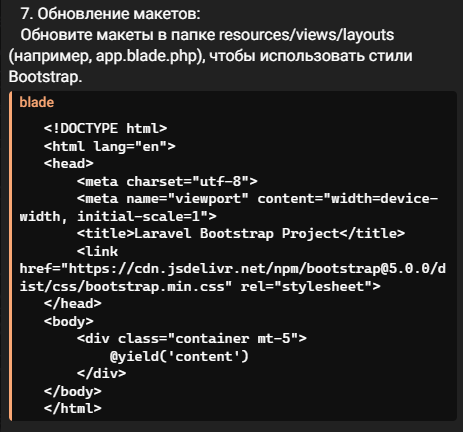 7. Обновление макетов:
Обновите макеты в папке resources/views/layouts
(например, app.blade.php), чтобы использовать стили
Bootstrap.
blade
<!DOCTYPE html>
<html lang="en">
<head>
<meta charset="utf-8">
<meta name="viewport" content="width=device-
width, initial-scale=1">
<title>Laravel Bootstrap Project</title>
<link
href="https://cdn.jsdelivr.net/npm/bootstrap@5.0.0/d
ist/css/bootstrap.min.css" rel="stylesheet">
</head>
<body>
<div class="container mt-5">
@yield('content')
</div>
</body>
</html>